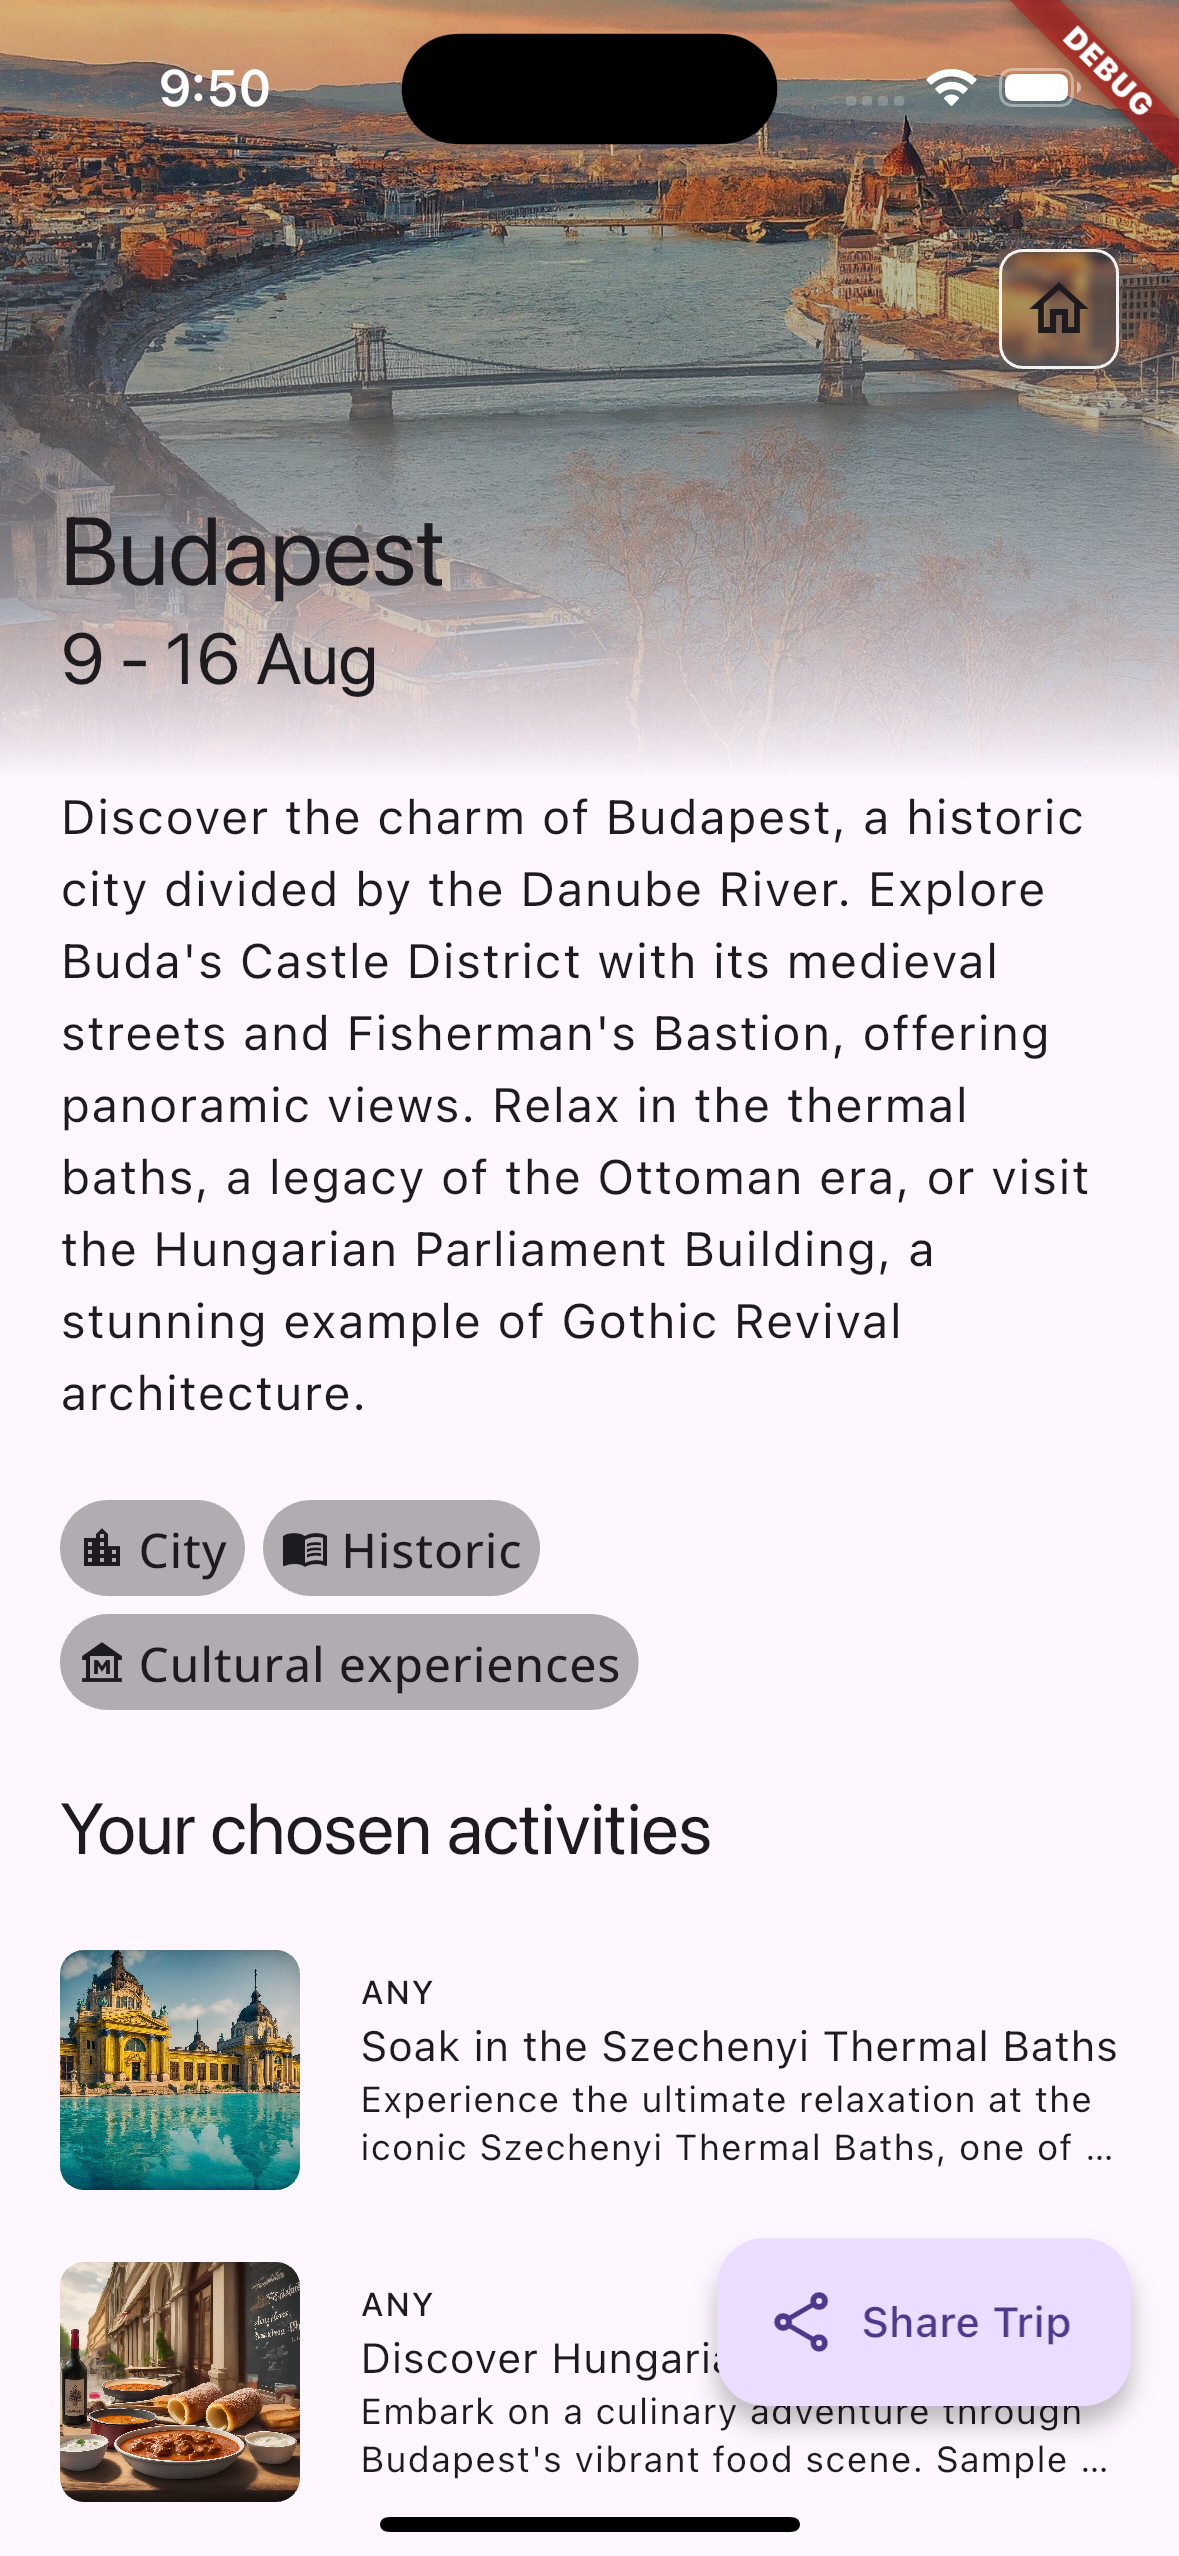 9:50
DEBUG
Budapest
9 - 16 Aug
Discover the charm of Budapest, a historic
city divided by the Danube River. Explore
Buda's Castle District with its medieval
streets and Fisherman's Bastion, offering
panoramic views. Relax in the thermal
baths, a legacy of the Ottoman era, or visit
the Hungarian Parliament Building, a
stunning example of Gothic Revival
architecture.
City
Historic
Cultural experiences
Your chosen activities
ANY
Soak in the Szechenyi Thermal Baths
Experience the ultimate relaxation at the
iconic Szechenyi Thermal Baths, one of ...
ANY
Discover
Share Trip
Embark on a culinary adventure through
Budapest's vibrant food scene. Sample ...